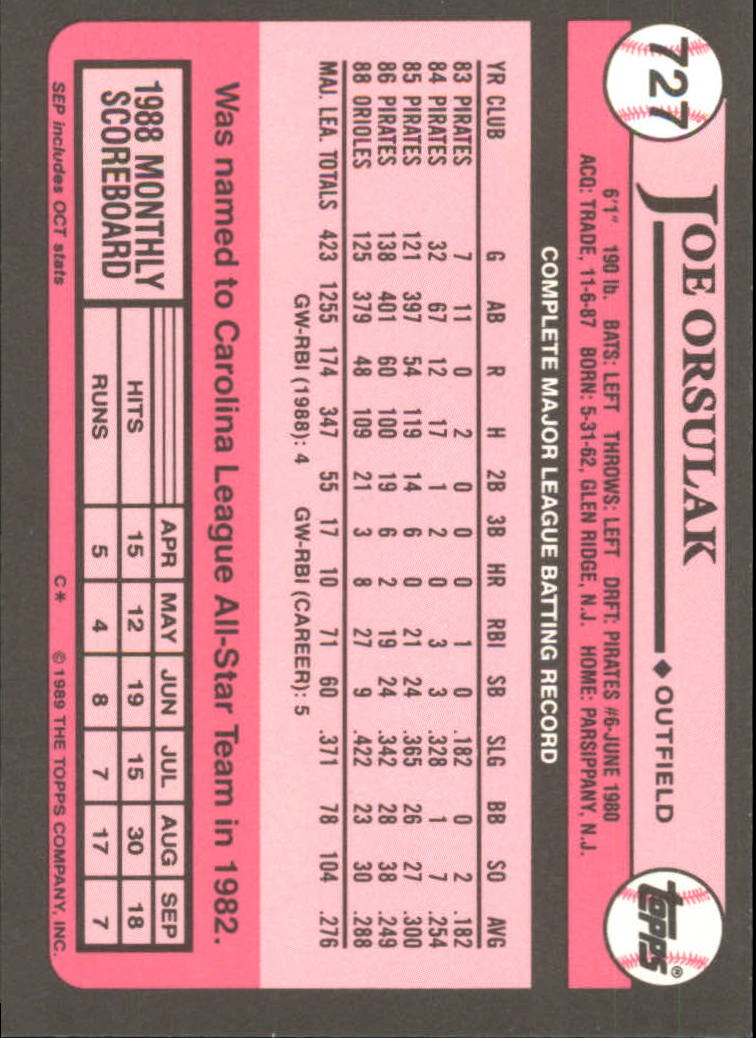 727
JOE ORSULAK ◆ OUTFIELD
TOPPS®
6'1" 190 lb. BATS: LEFT THROWS: LEFT DRFT: PIRATES #6-JUNE 1980
ACQ: TRADE, 11-6-87 BORN: 5-31-62, GLEN RIDGE, N.J. HOME: PARSIPPANY, N.J.
COMPLETE MAJOR LEAGUE BATTING RECORD
YR CLUB G AB R H 2B 3B HR RBI SB SLG BB SO AVG
83 PIRATES 7 11 0 2 0 0 0 1 0 .182 0 2 .182
84 PIRATES 32 67 12 17 1 2 0 3 3 .328 1 7 .254
85 PIRATES 121 397 54 119 14 6 0 21 24 .365 26 27 .300
86 PIRATES 138 401 60 100 19 6 2 19 24 .342 28 38 .249
88 ORIOLES 125 379 48 109 21 3 8 27 9 .422 23 30 .288
MAJ. LEA. TOTALS 423 1255 174 347 55 17 10 71 60 .371 78 104 .276
GW-RBI (1988): 4 GW-RBI (CAREER): 5
Was named to Carolina League All-Star Team in 1982.
1988 MONTHLY
SCOREBOARD
APR MAY JUN JUL AUG SEP
HITS 15 12 19 15 30 18
RUNS 5 4 8 7 17 7
SEP includes OCT stats C* © 1989 THE TOPPS COMPANY, INC.